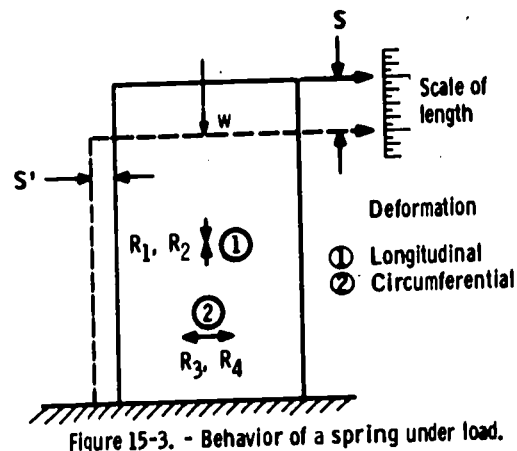 S
Scale of
length
W
S'
Deformation
R1, R2 ①
① Longitudinal
② Circumferential
②
R3, R4
Figure 15-3. - Behavior of a spring under load.